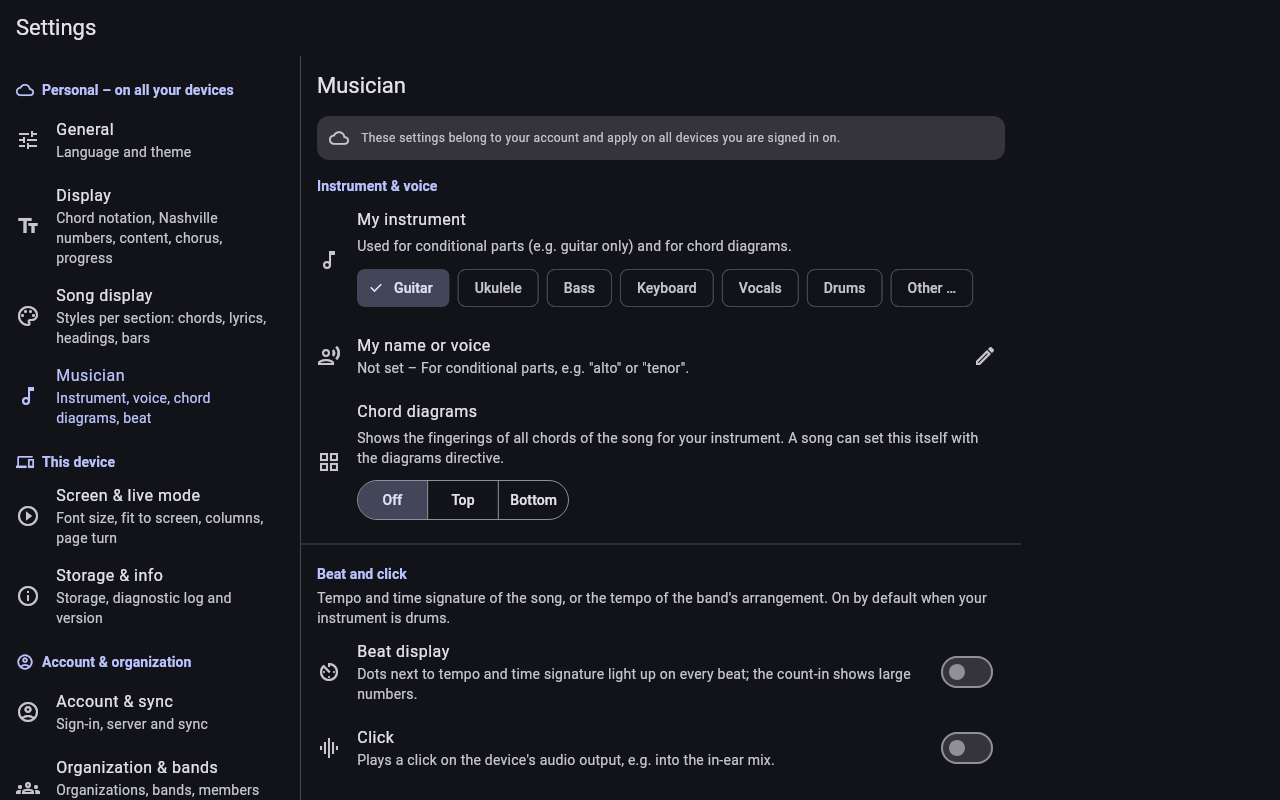 Settings
Personal – on all your devices
General
Language and theme
Display
Chord notation, Nashville
numbers, content, chorus,
progress
Song display
Styles per section: chords, lyrics,
headings, bars
Musician
Instrument, voice, chord
diagrams, beat
This device
Screen & live mode
Font size, fit to screen, columns,
page turn
Storage & info
Storage, diagnostic log and
version
Account & organization
Account & sync
Sign-in, server and sync
Organization & bands
Organizations, bands, members
Musician
These settings belong to your account and apply on all devices you are signed in on.
Instrument & voice
My instrument
Used for conditional parts (e.g. guitar only) and for chord diagrams.
Guitar
Ukulele
Bass
Keyboard
Vocals
Drums
Other ...
My name or voice
Not set – For conditional parts, e.g. "alto" or "tenor".
Chord diagrams
Shows the fingerings of all chords of the song for your instrument. A song can set this itself with
the diagrams directive.
Off
Top
Bottom
Beat and click
Tempo and time signature of the song, or the tempo of the band's arrangement. On by default when your
instrument is drums.
Beat display
Dots next to tempo and time signature light up on every beat; the count-in shows large
numbers.
Click
Plays a click on the device's audio output, e.g. into the in-ear mix.